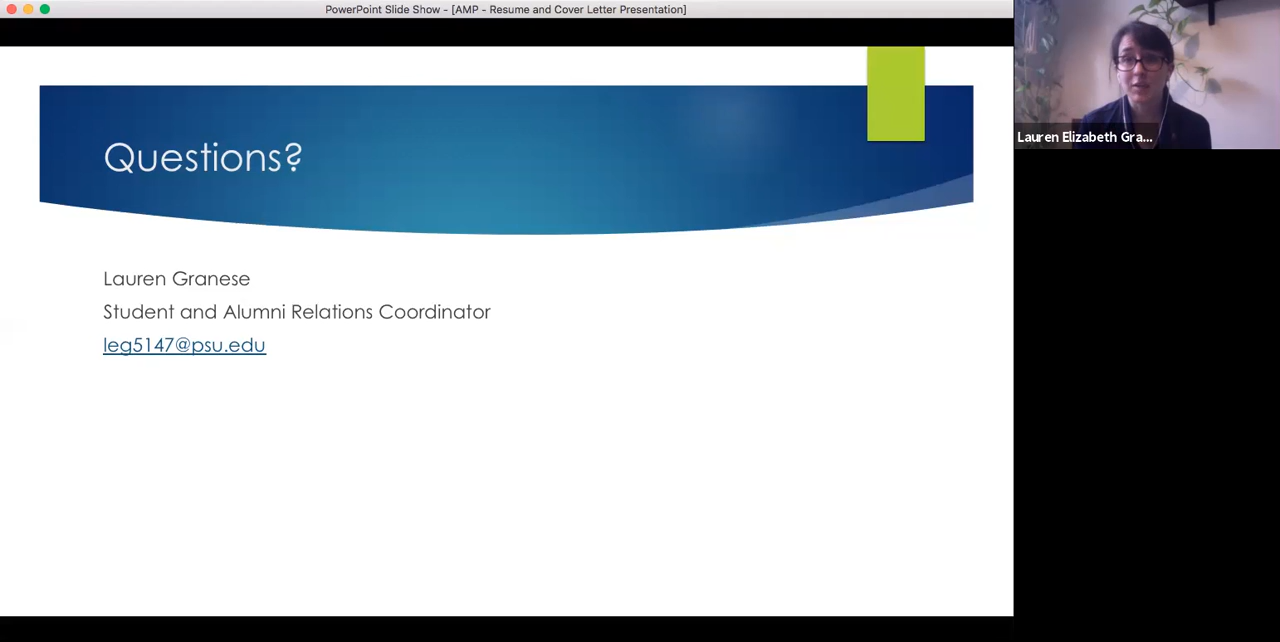 PowerPoint Slide Show - [AMP - Resume and Cover Letter Presentation]
Questions?
Lauren Granese
Student and Alumni Relations Coordinator
leg5147@psu.edu
Lauren Elizabeth Gra...